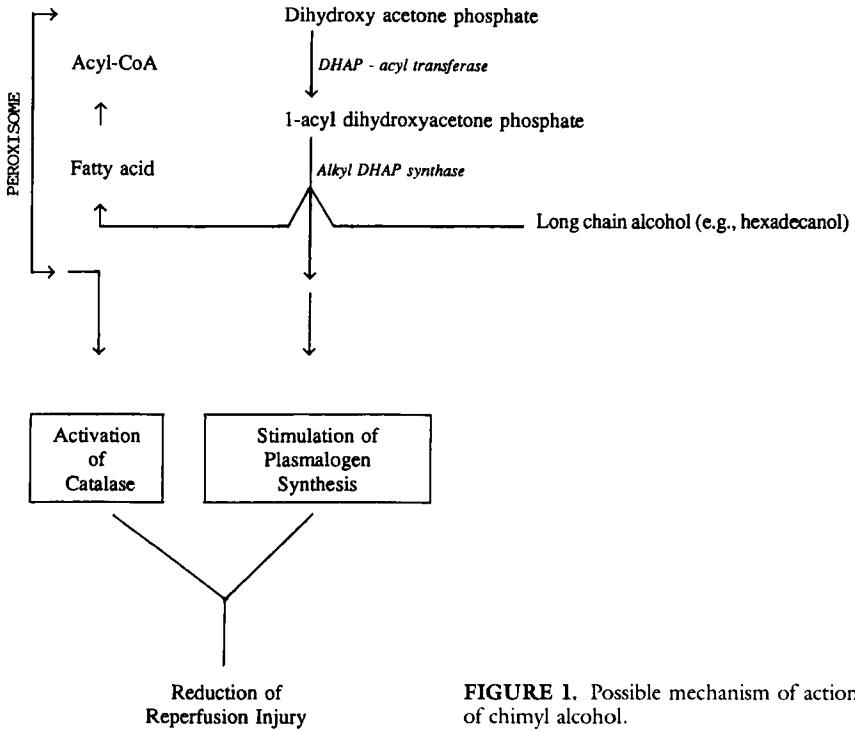 Dihydroxy acetone phosphate
PEROXISOME
Acyl-CoA
DHAP - acyl transferase
1-acyl dihydroxyacetone phosphate
Fatty acid
Alkyl DHAP synthase
Long chain alcohol (e.g., hexadecanol)
Activation
of
Catalase
Stimulation of
Plasmalogen
Synthesis
Reduction of
Reperfusion Injury
FIGURE 1. Possible mechanism of action
of chimyl alcohol.